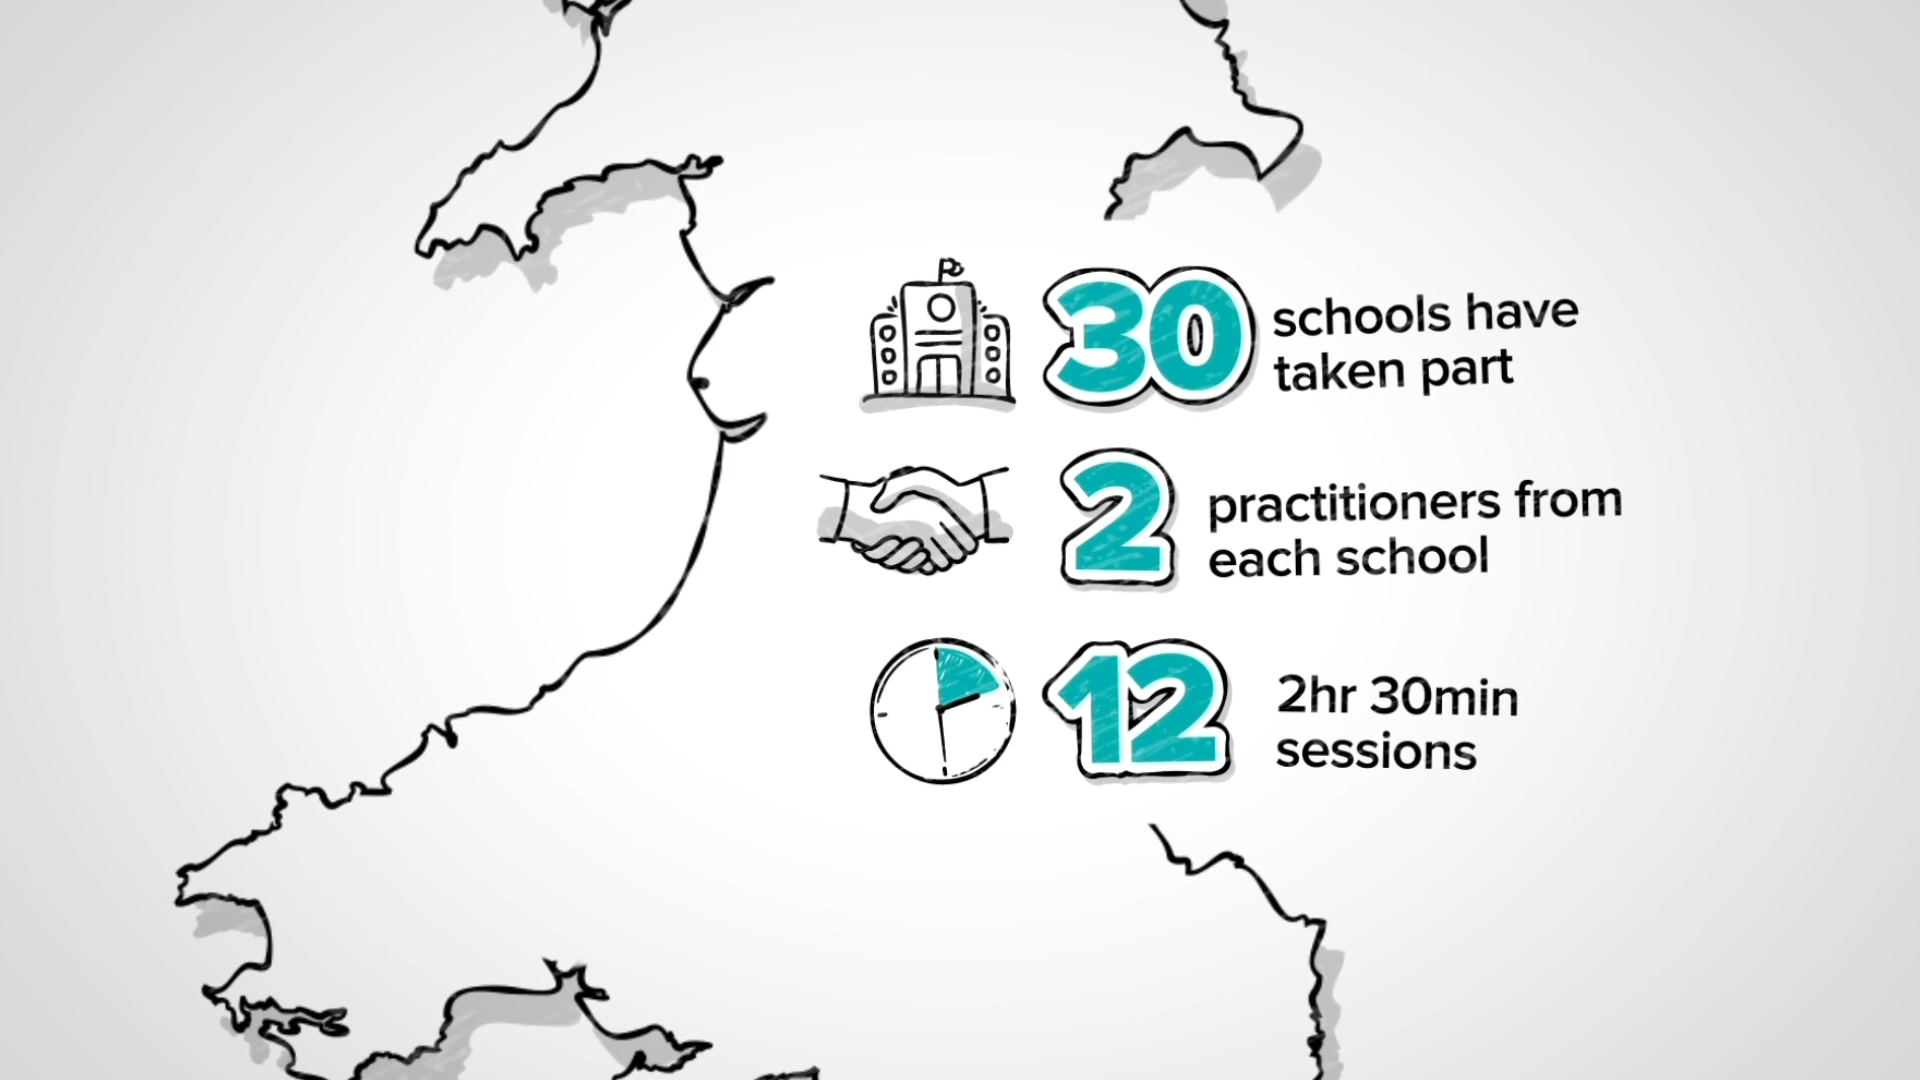 30 schools have
taken part
2 practitioners from
each school
12 2hr 30min
sessions